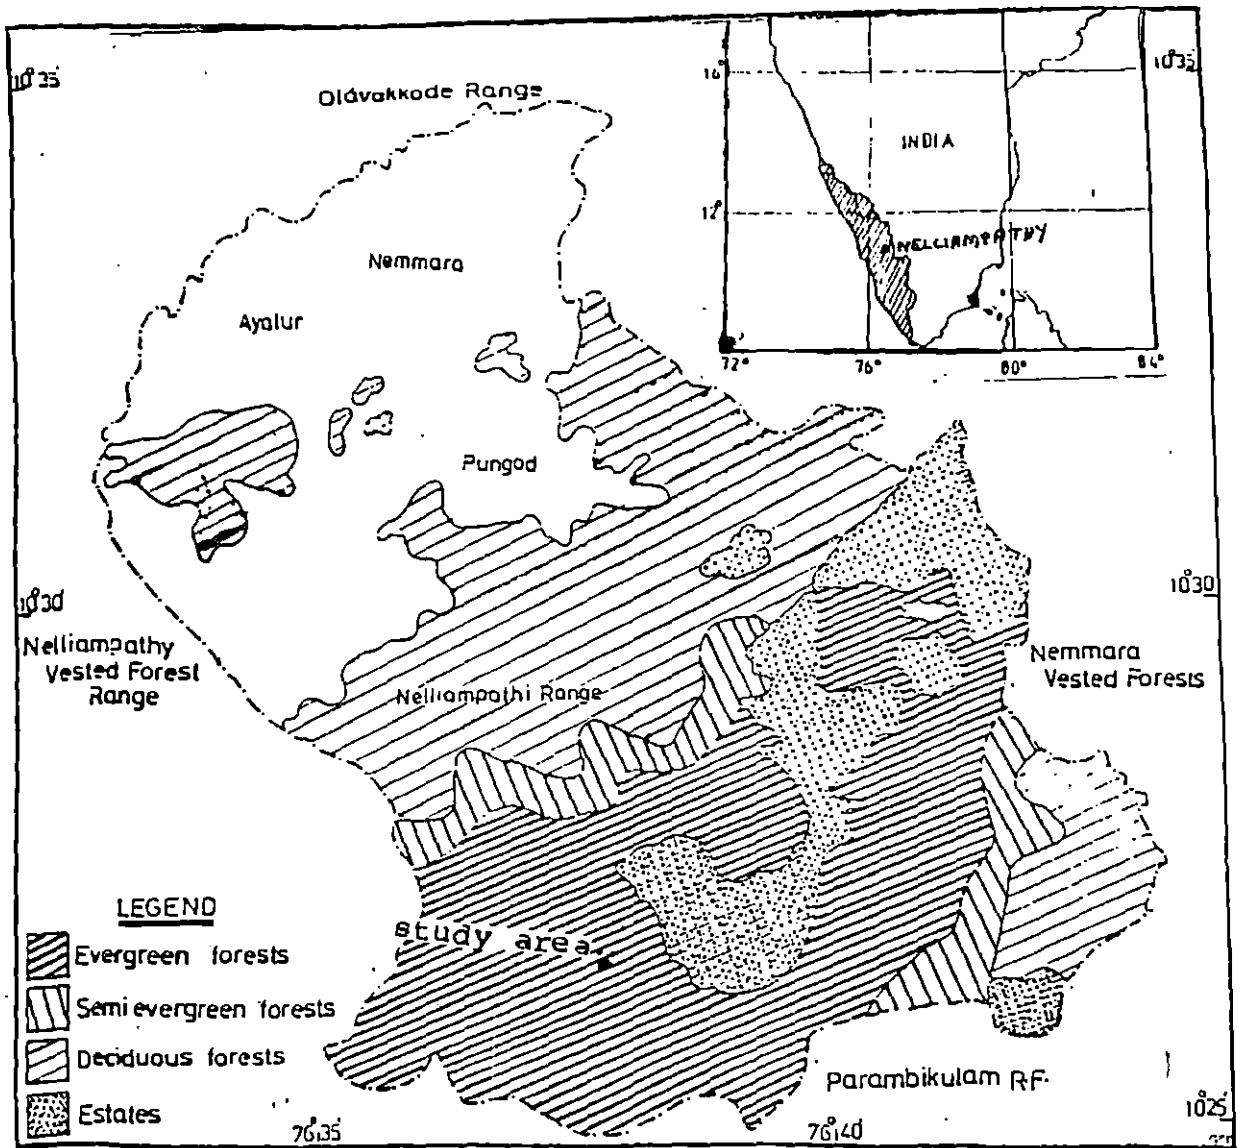 10°35'
Olavakkode Range
Nemmara
Ayalur
Pungod
16°
12°
INDIA
NELLIAMPATHY
72°
76°
80°
84°
10°35
10°30'
10°30
Nelliampathy
Vested Forest
Range
Nelliampathi Range
Nemmara
Vested Forests
study area
LEGEND
Evergreen forests
Semi evergreen forests
Deciduous forests
Estates
Parambikulam R.F.
76°35'
76°40
10°25